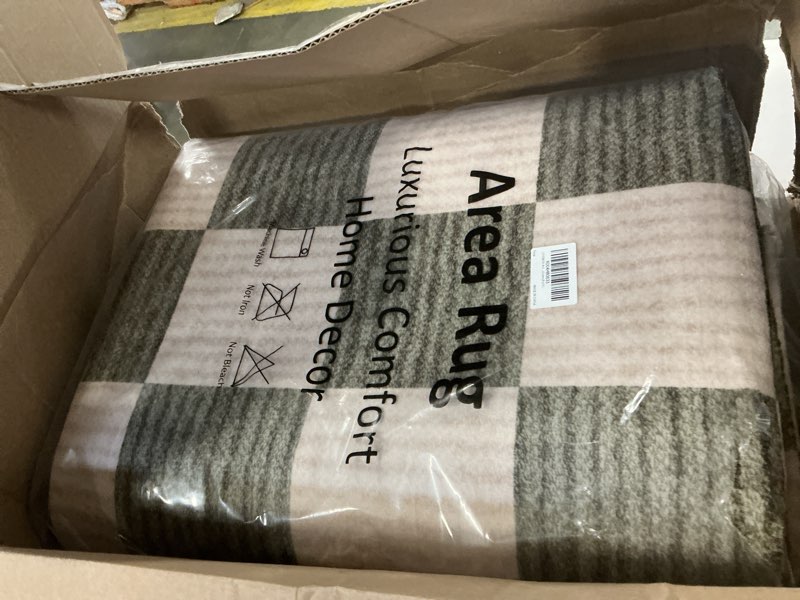 Area Rug
Luxurious Comfort
Home Decor
Wash
Not Iron
Not Bleach